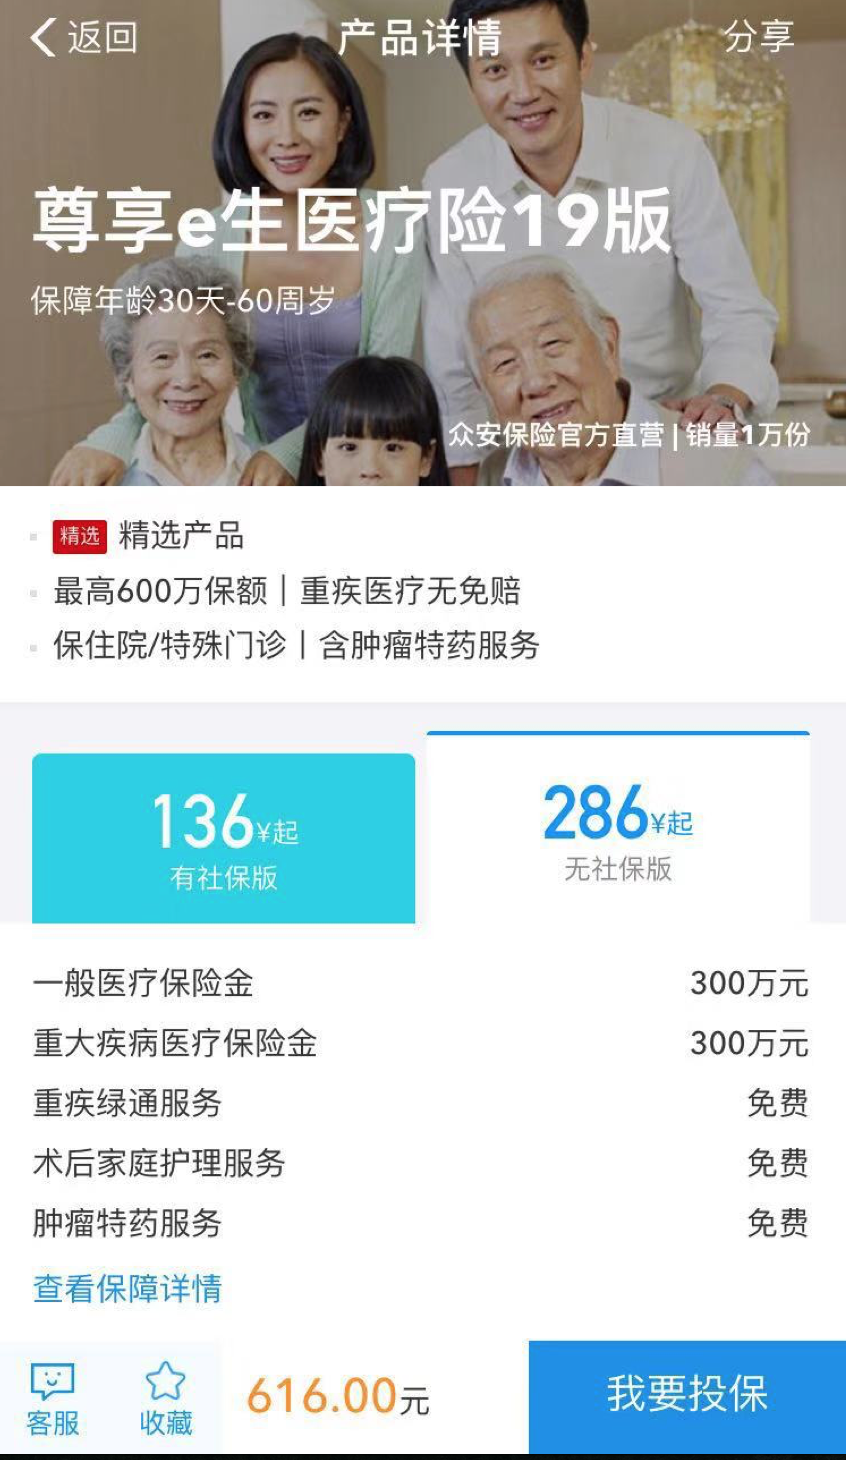 返回 产品详情 分享
尊享e生医疗险19版
保障年龄30天-60周岁
众安保险官方直营 | 销量1万份
精选 精选产品
最高600万保额｜重疾医疗无免赔
保住院/特殊门诊｜含肿瘤特药服务
136¥起
有社保版
286¥起
无社保版
一般医疗保险金 300万元
重大疾病医疗保险金 300万元
重疾绿通服务 免费
术后家庭护理服务 免费
肿瘤特药服务 免费
查看保障详情
客服
收藏
616.00元
我要投保